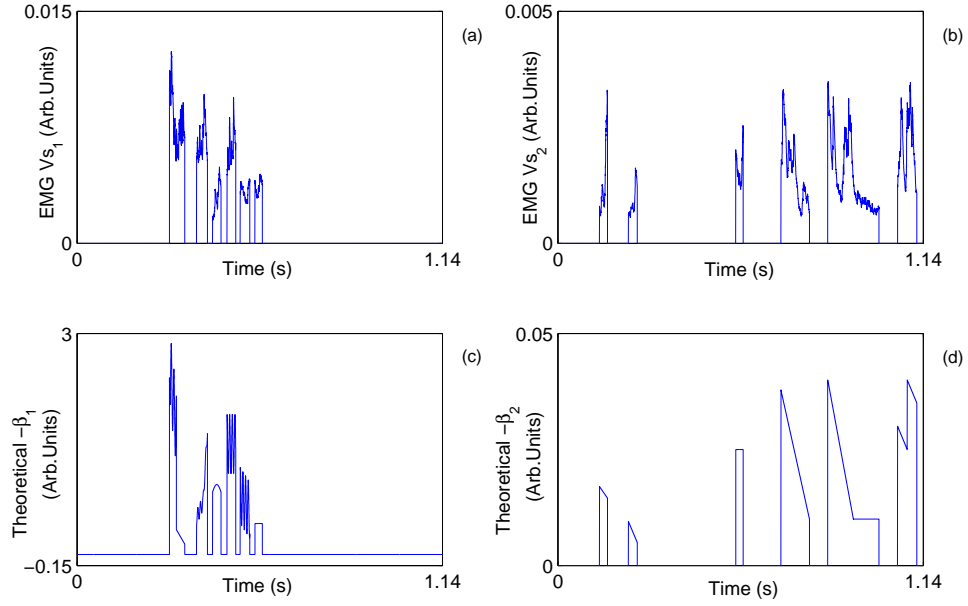 0.015
EMG Vs₁ (Arb.Units)
0
0
Time (s)
1.14
(a)
0.005
EMG Vs₂ (Arb.Units)
0
0
Time (s)
1.14
(b)
3
Theoretical −β₁
(Arb.Units)
−0.15
0
Time (s)
1.14
(c)
0.05
Theoretical −β₂
(Arb.Units)
0
0
Time (s)
1.14
(d)